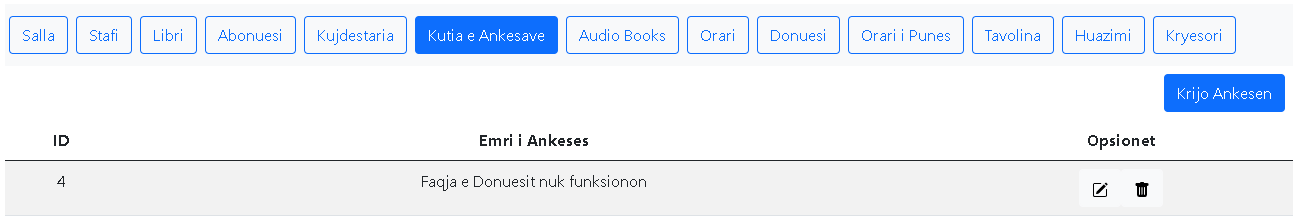 Salla Stafi Libri Abonuesi Kujdestaria Kutia e Ankesave Audio Books Orari Donuesi Orari i Punes Tavolina Huazimi Kryesori
Krijo Ankesen
ID Emri i Ankeses Opsionet
4 Faqja e Donuesit nuk funksionon